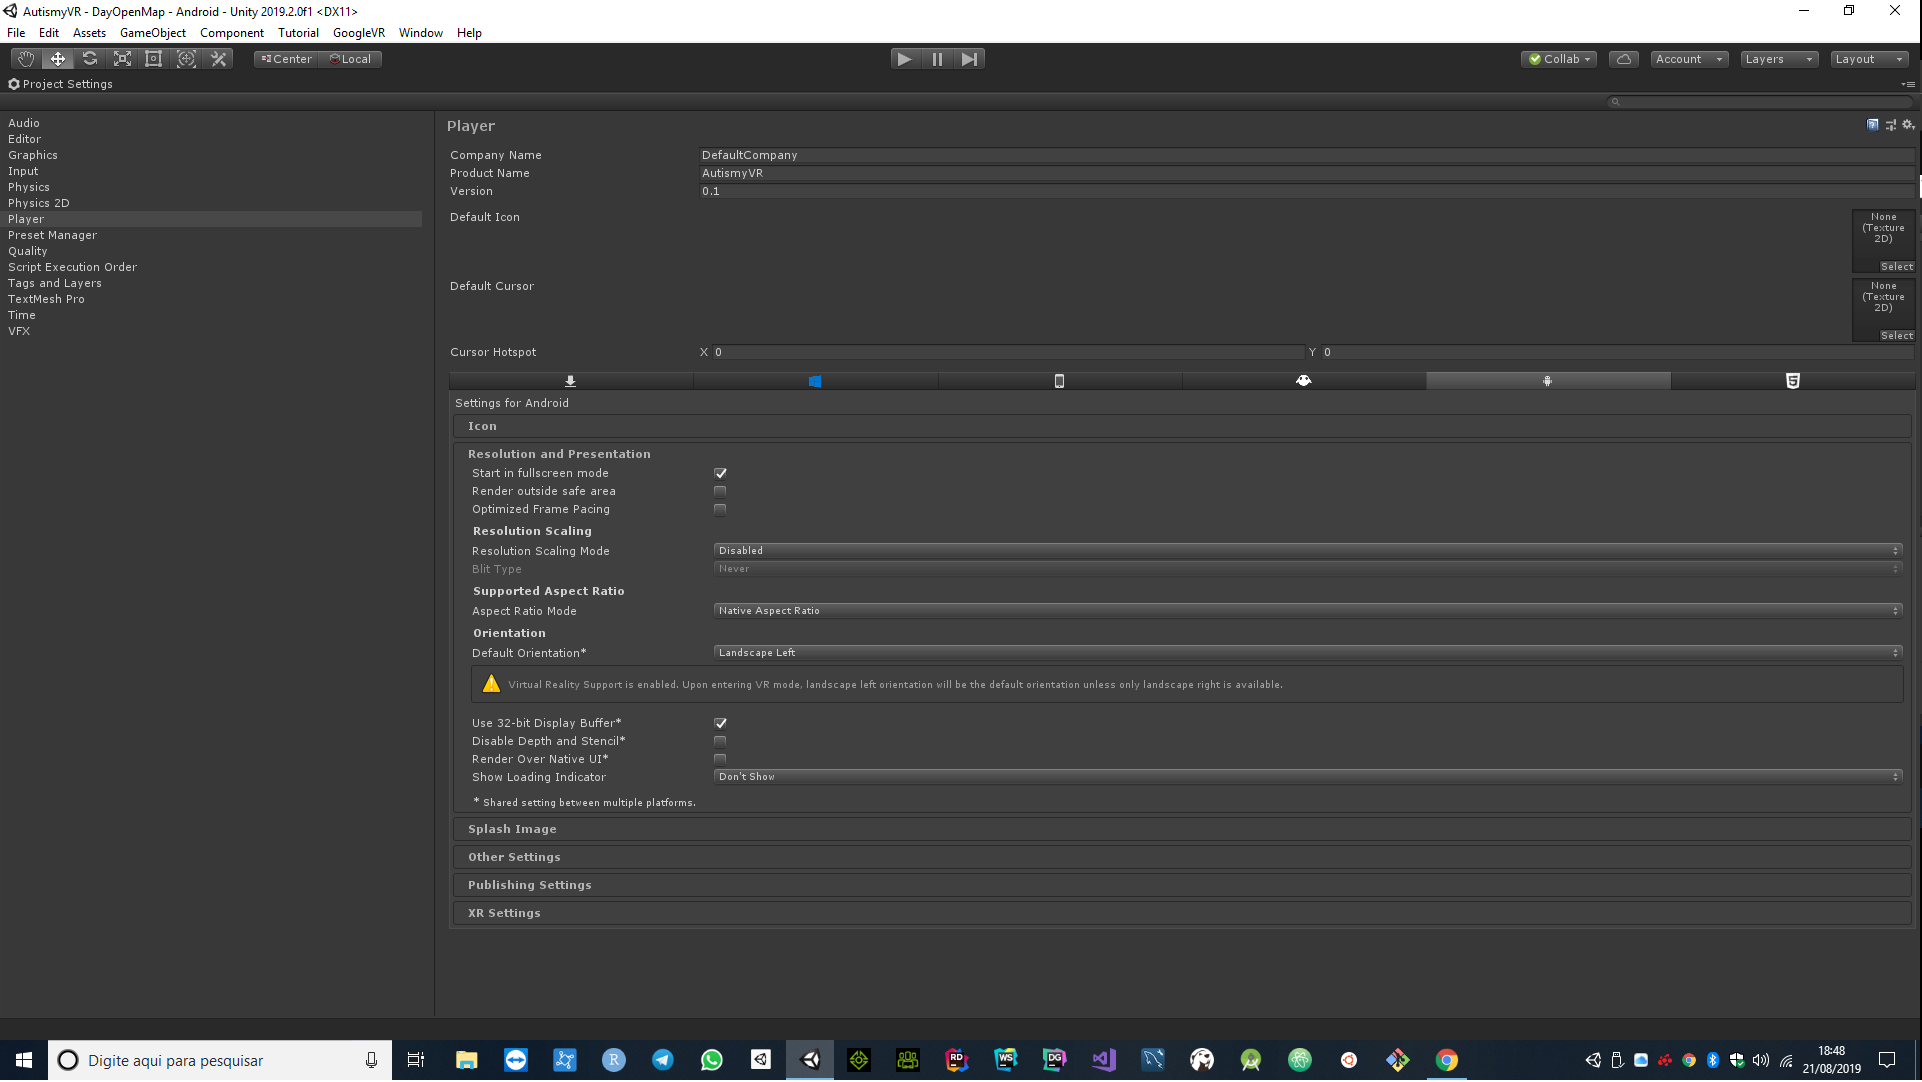 AutismyVR - DayOpenMap - Android - Unity 2019.2.0f1 <DX11>
File Edit Assets GameObject Component Tutorial GoogleVR Window Help
Center Local Collab Account Layers Layout
Project Settings
Audio
Editor
Graphics
Input
Physics
Physics 2D
Player
Preset Manager
Quality
Script Execution Order
Tags and Layers
TextMesh Pro
Time
VFX
Player
Company Name DefaultCompany
Product Name AutismyVR
Version 0.1
Default Icon
None
(Texture
2D)
Select
Default Cursor
None
(Texture
2D)
Select
Cursor Hotspot X 0 Y 0
Settings for Android
Icon
Resolution and Presentation
Start in fullscreen mode
Render outside safe area
Optimized Frame Pacing
Resolution Scaling
Resolution Scaling Mode Disabled
Blit Type Never
Supported Aspect Ratio
Aspect Ratio Mode Native Aspect Ratio
Orientation
Default Orientation* Landscape Left
Virtual Reality Support is enabled. Upon entering VR mode, landscape left orientation will be the default orientation unless only landscape right is available.
Use 32-bit Display Buffer*
Disable Depth and Stencil*
Render Over Native UI*
Show Loading Indicator Don't Show
* Shared setting between multiple platforms.
Splash Image
Other Settings
Publishing Settings
XR Settings
Digite aqui para pesquisar
R
RD
WS
DG
18:48
21/08/2019